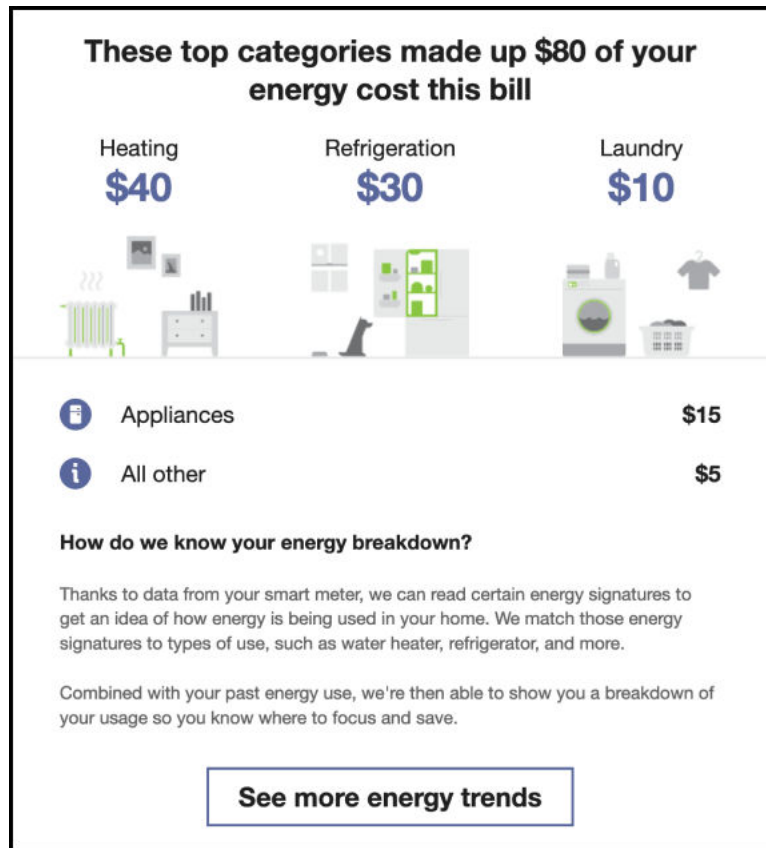 These top categories made up $80 of your
energy cost this bill
Heating
$40
Refrigeration
$30
Laundry
$10
Appliances $15
i All other $5
How do we know your energy breakdown?
Thanks to data from your smart meter, we can read certain energy signatures to
get an idea of how energy is being used in your home. We match those energy
signatures to types of use, such as water heater, refrigerator, and more.
Combined with your past energy use, we're then able to show you a breakdown of
your usage so you know where to focus and save.
See more energy trends